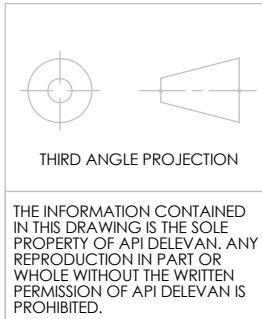 THIRD ANGLE PROJECTION
THE INFORMATION CONTAINED
IN THIS DRAWING IS THE SOLE
PROPERTY OF API DELEVAN. ANY
REPRODUCTION IN PART OR
WHOLE WITHOUT THE WRITTEN
PERMISSION OF API DELEVAN IS
PROHIBITED.